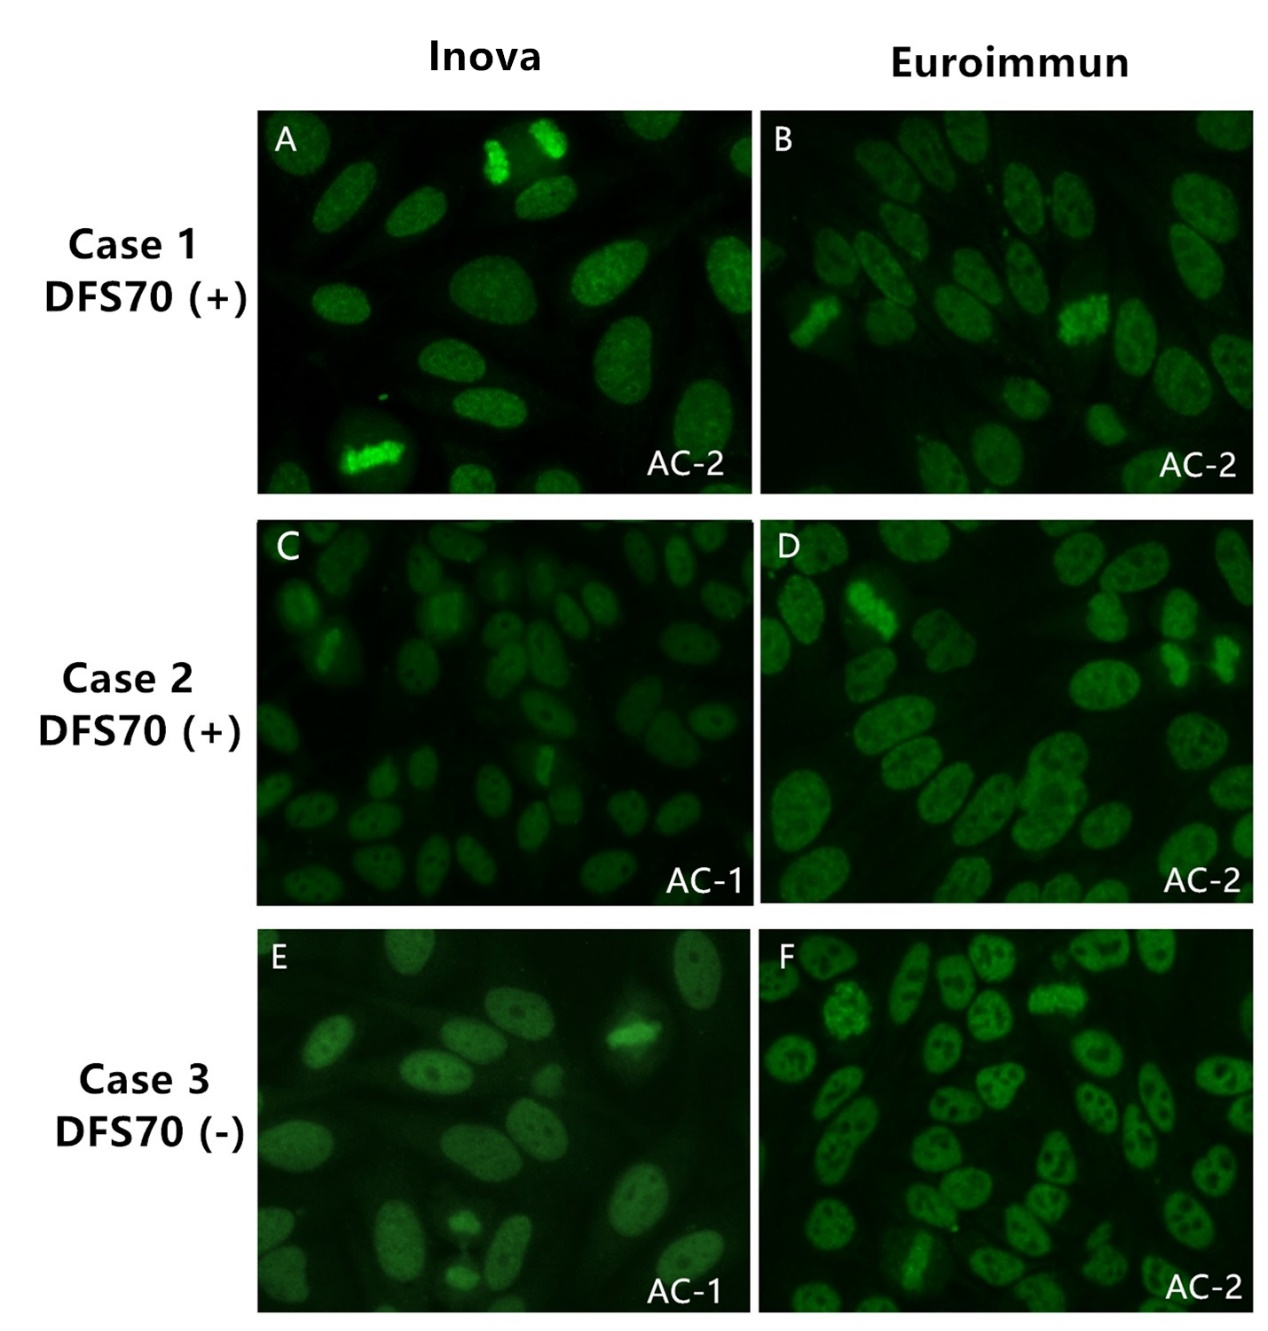 Inova
Euroimmun
Case 1
DFS70 (+)
A
AC-2
B
AC-2
Case 2
DFS70 (+)
C
AC-1
D
AC-2
Case 3
DFS70 (-)
E
AC-1
F
AC-2